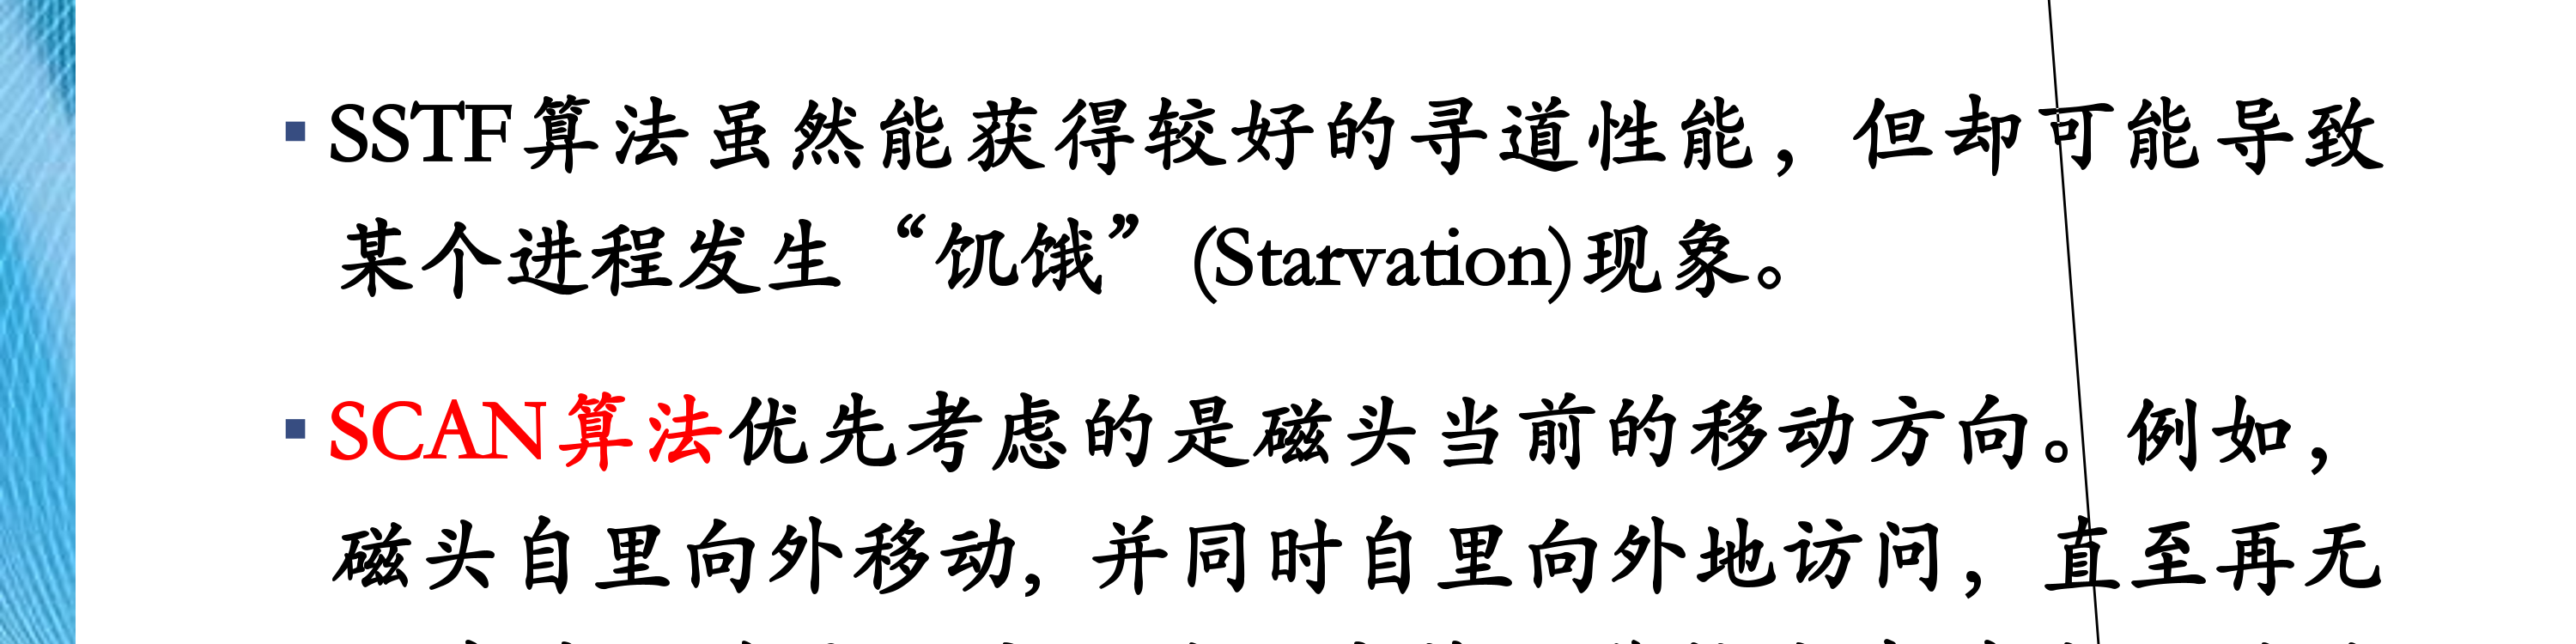 SSTF算法虽然能获得较好的寻道性能，但却可能导致
某个进程发生“饥饿”(Starvation)现象。
SCAN算法优先考虑的是磁头当前的移动方向。例如，
磁头自里向外移动,并同时自里向外地访问，直至再无